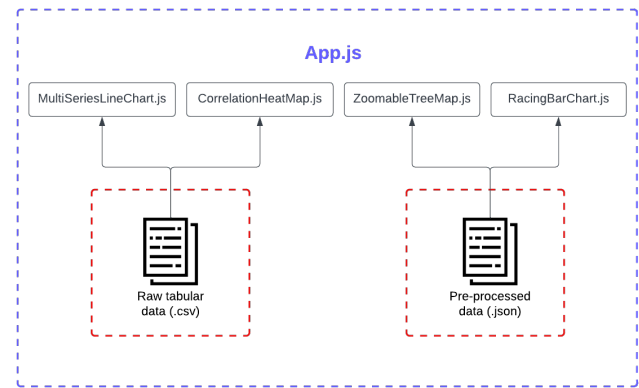 App.js
MultiSeriesLineChart.js
CorrelationHeatMap.js
ZoomableTreeMap.js
RacingBarChart.js
Raw tabular
data (.csv)
Pre-processed
data (.json)